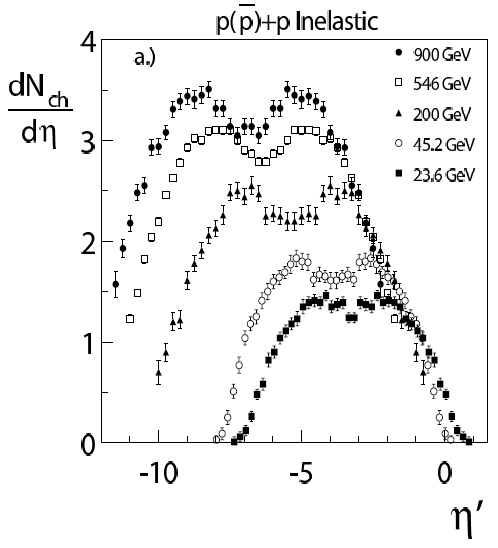 p(p̅)+p Inelastic
a.)
dN_ch
dη
900 GeV
546 GeV
200 GeV
45.2 GeV
23.6 GeV
4
3
2
1
0
-10
-5
0
η′